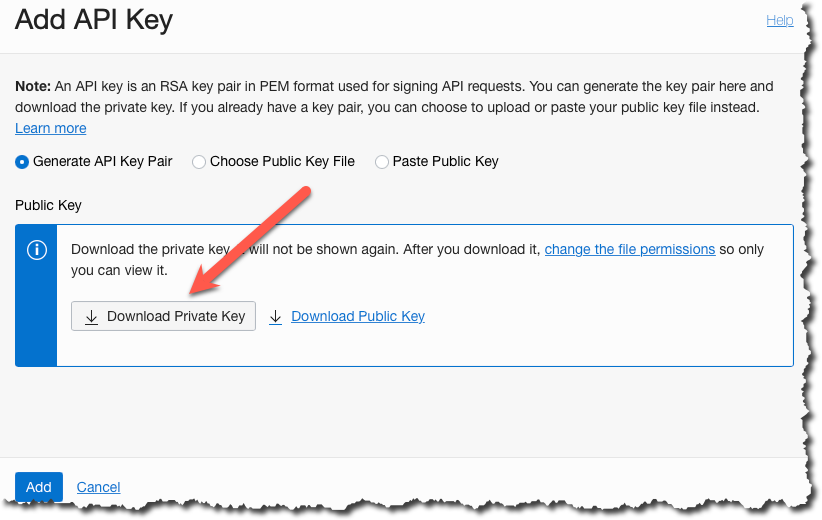 Add API Key
Help
Note: An API key is an RSA key pair in PEM format used for signing API requests. You can generate the key pair here and
download the private key. If you already have a key pair, you can choose to upload or paste your public key file instead.
Learn more
Generate API Key Pair Choose Public Key File Paste Public Key
Public Key
Download the private key will not be shown again. After you download it, change the file permissions so only
you can view it.
Download Private Key Download Public Key
Add Cancel